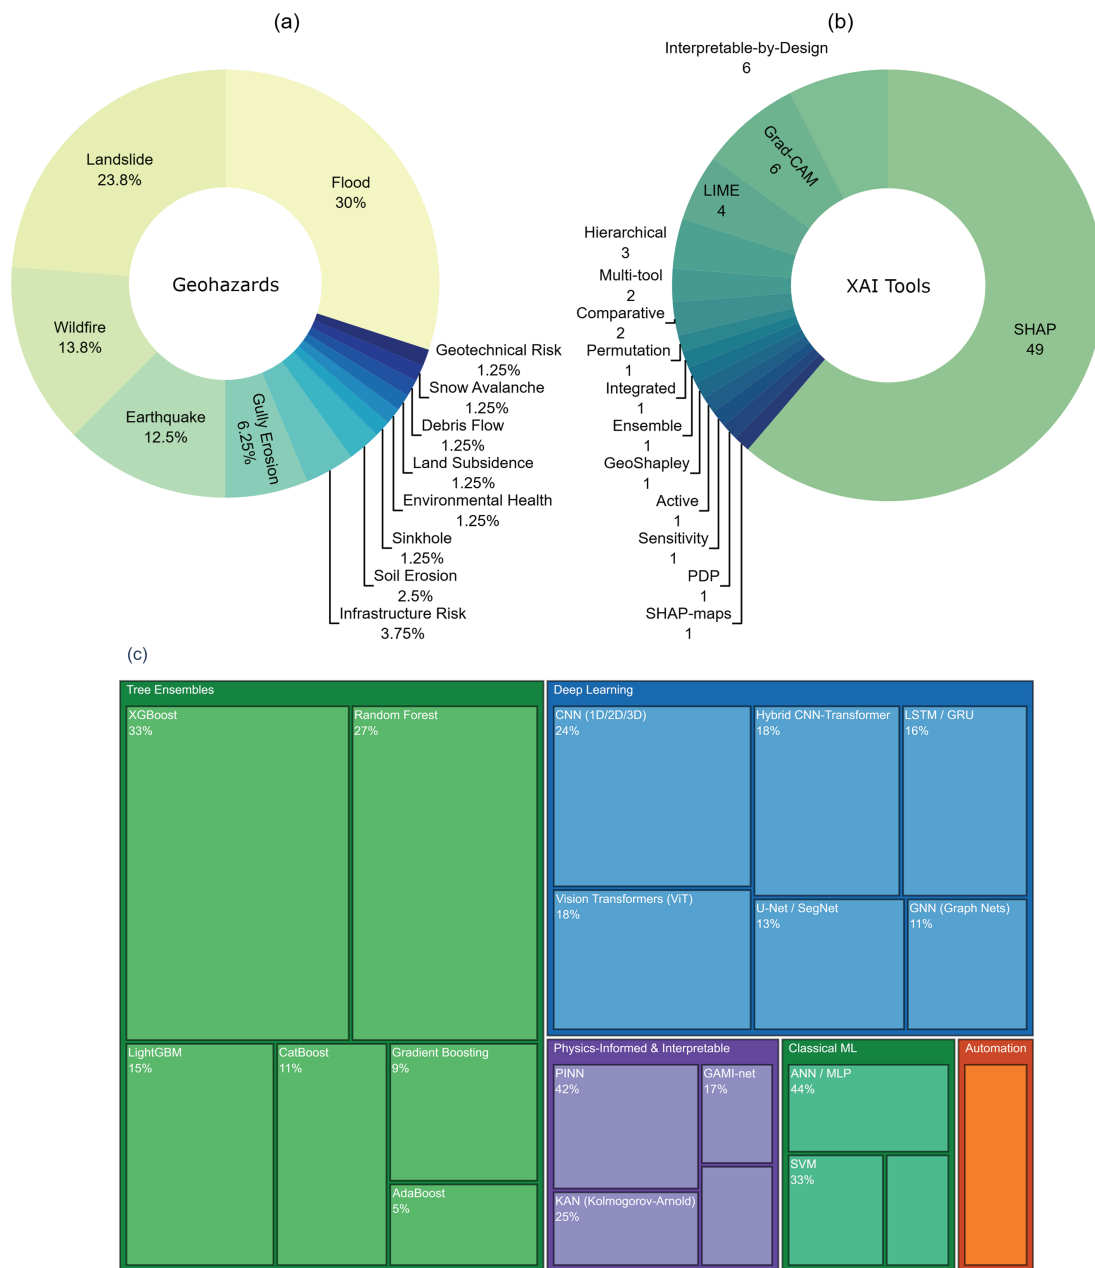 (a)
Landslide
23.8%
Flood
30%
Wildfire
13.8%
Geohazards
Earthquake
12.5%
Gully Erosion
6.25%
Geotechnical Risk
1.25%
Snow Avalanche
1.25%
Debris Flow
1.25%
Land Subsidence
1.25%
Environmental Health
1.25%
Sinkhole
1.25%
Soil Erosion
2.5%
Infrastructure Risk
3.75%
(b)
Interpretable-by-Design
6
Grad-CAM
6
LIME
4
Hierarchical
3
Multi-tool
2
Comparative
2
Permutation
1
Integrated
1
Ensemble
1
GeoShapley
1
Active
1
Sensitivity
1
PDP
1
SHAP-maps
1
XAI Tools
SHAP
49
(c)
Tree Ensembles
XGBoost
33%
Random Forest
27%
LightGBM
15%
CatBoost
11%
Gradient Boosting
9%
AdaBoost
5%
Deep Learning
CNN (1D/2D/3D)
24%
Hybrid CNN-Transformer
18%
LSTM / GRU
16%
Vision Transformers (ViT)
18%
U-Net / SegNet
13%
GNN (Graph Nets)
11%
Physics-Informed & Interpretable
PINN
42%
GAMI-net
17%
KAN (Kolmogorov-Arnold)
25%
Classical ML
ANN / MLP
44%
SVM
33%
Automation